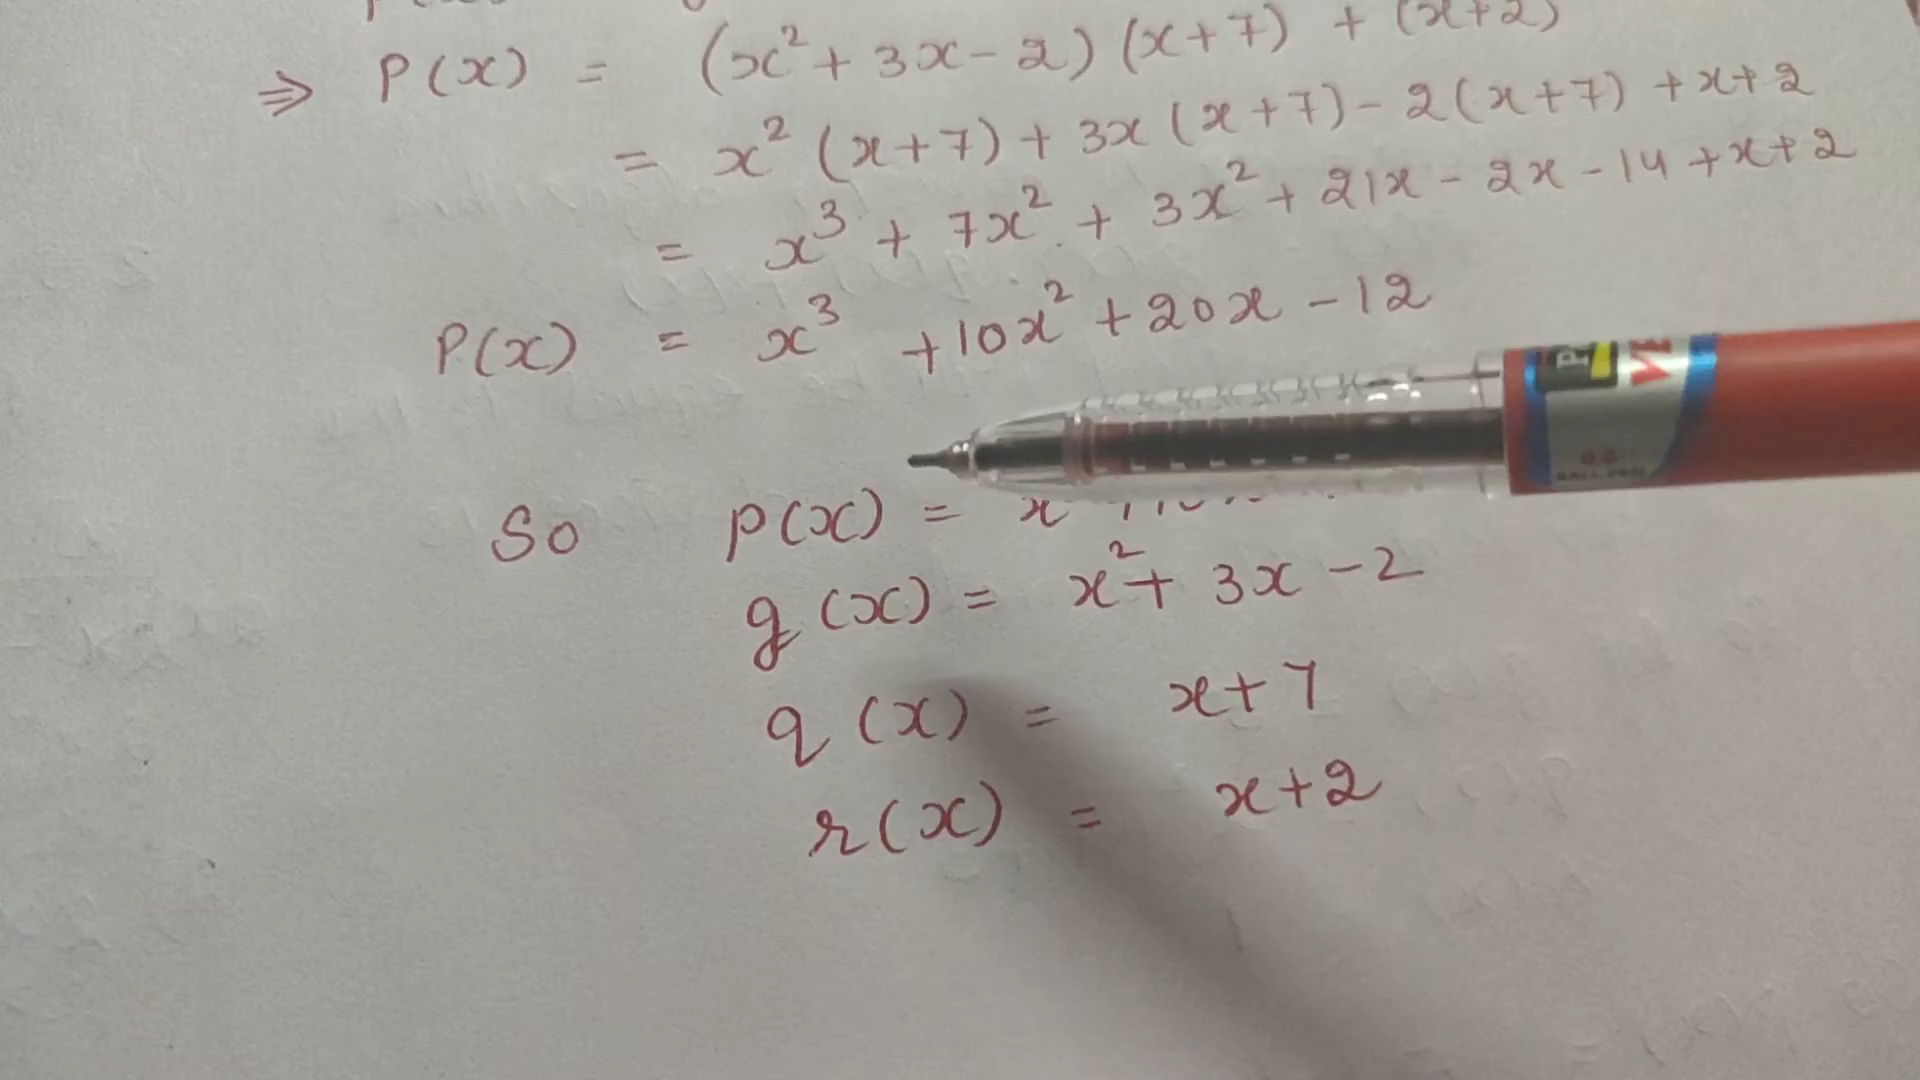 ⇒ P(x) = (x² + 3x - 2) (x + 7) + (x+2)
= x² (x+7) + 3x (x+7) - 2 (x+7) + x+2
= x³ + 7x² + 3x² + 21x - 2x - 14 + x+2
P(x) = x³ +10x² + 20x - 12
So p(x) =
g(x) = x² + 3x - 2
q(x) = x+7
r(x) = x+2